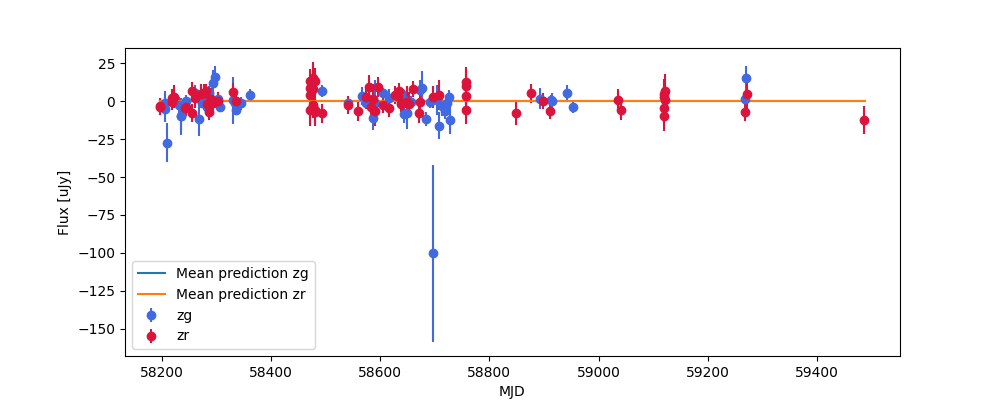 25
0
−25
−50
−75
−100
−125
−150
Flux [uJy]
Mean prediction zg
Mean prediction zr
zg
zr
58200 58400 58600 58800 59000 59200 59400
MJD